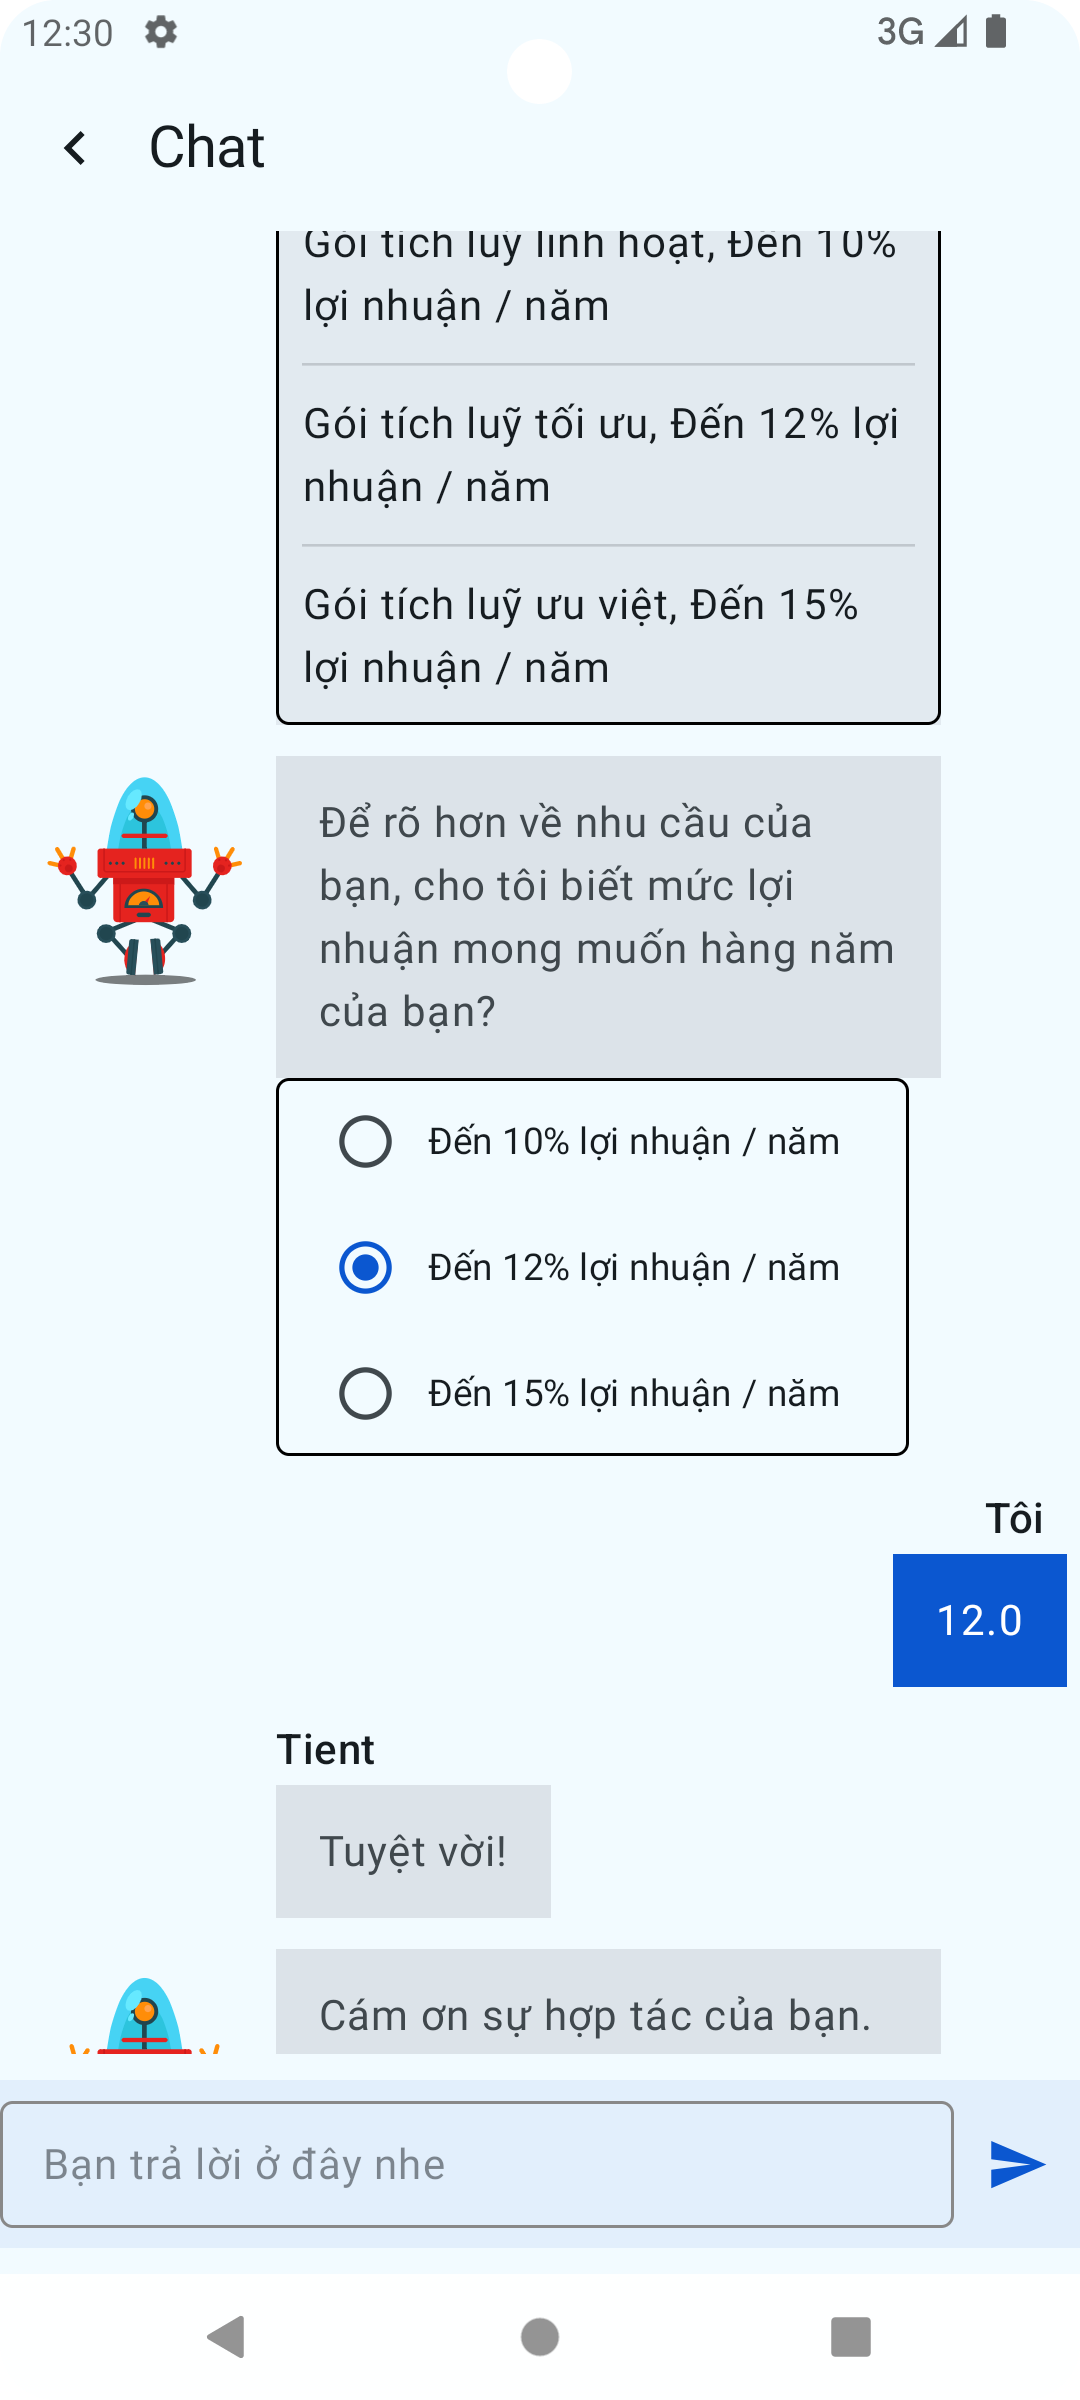 12:30
3G
Chat
Gói tích luỹ linh hoạt, Đến 10%
lợi nhuận / năm
Gói tích luỹ tối ưu, Đến 12% lợi
nhuận / năm
Gói tích luỹ ưu việt, Đến 15%
lợi nhuận / năm
Để rõ hơn về nhu cầu của
bạn, cho tôi biết mức lợi
nhuận mong muốn hàng năm
của bạn?
Đến 10% lợi nhuận / năm
Đến 12% lợi nhuận / năm
Đến 15% lợi nhuận / năm
Tôi
12.0
Tient
Tuyệt vời!
Cám ơn sự hợp tác của bạn.
Bạn trả lời ở đây nhe